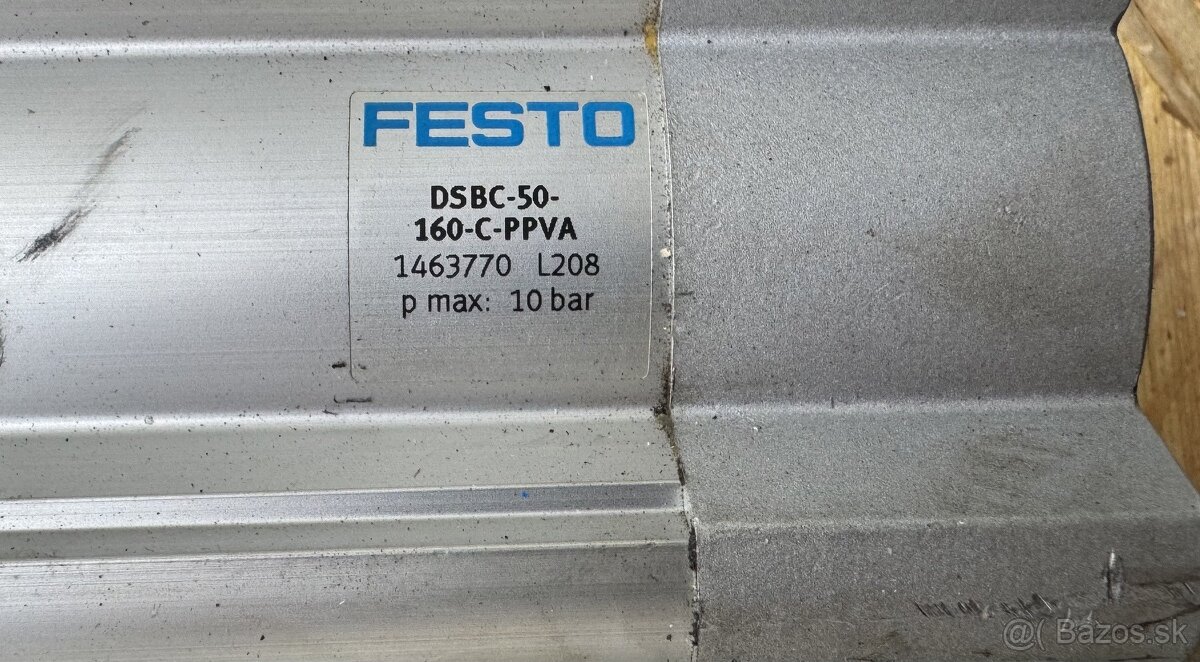 FESTO
DSBC-50-
160-C-PPVA
1463770 L208
p max: 10 bar
@( Bazos.sk